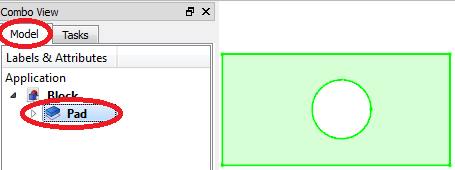 Combo View
Model Tasks
Labels & Attributes
Application
Block
Pad